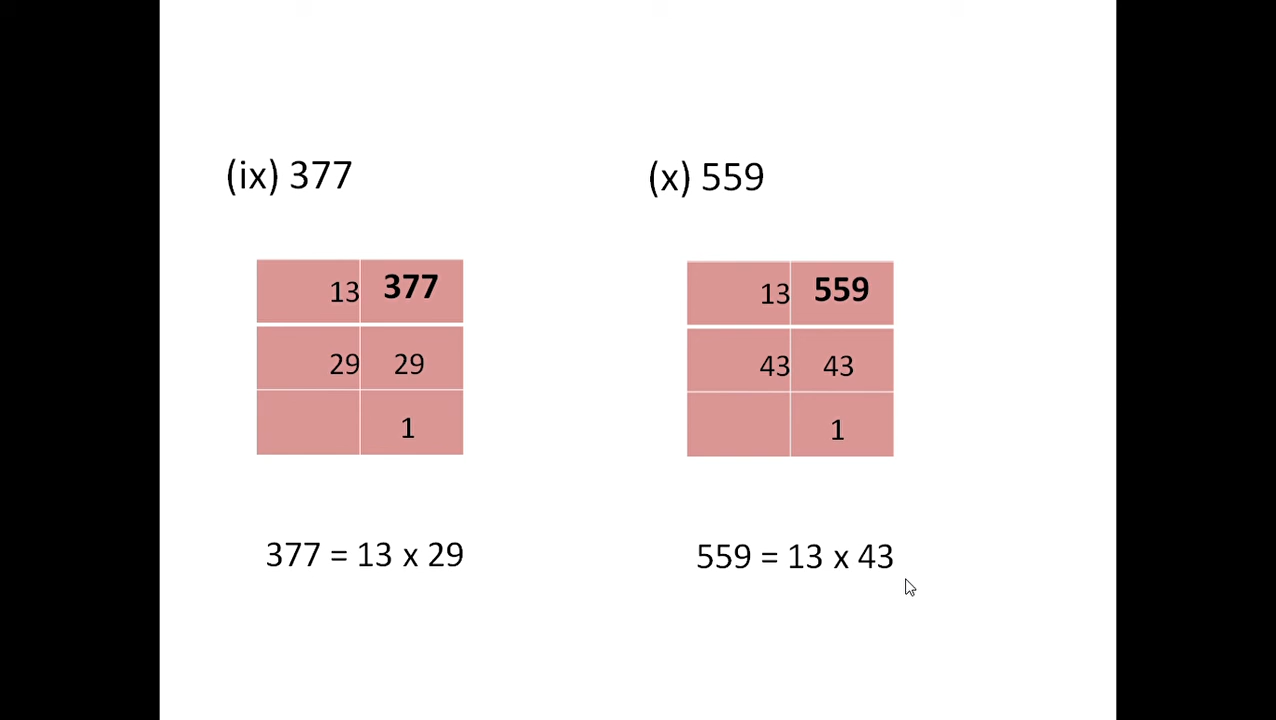 (ix) 377
13 377
29 29
1
377 = 13 x 29
(x) 559
13 559
43 43
1
559 = 13 x 43